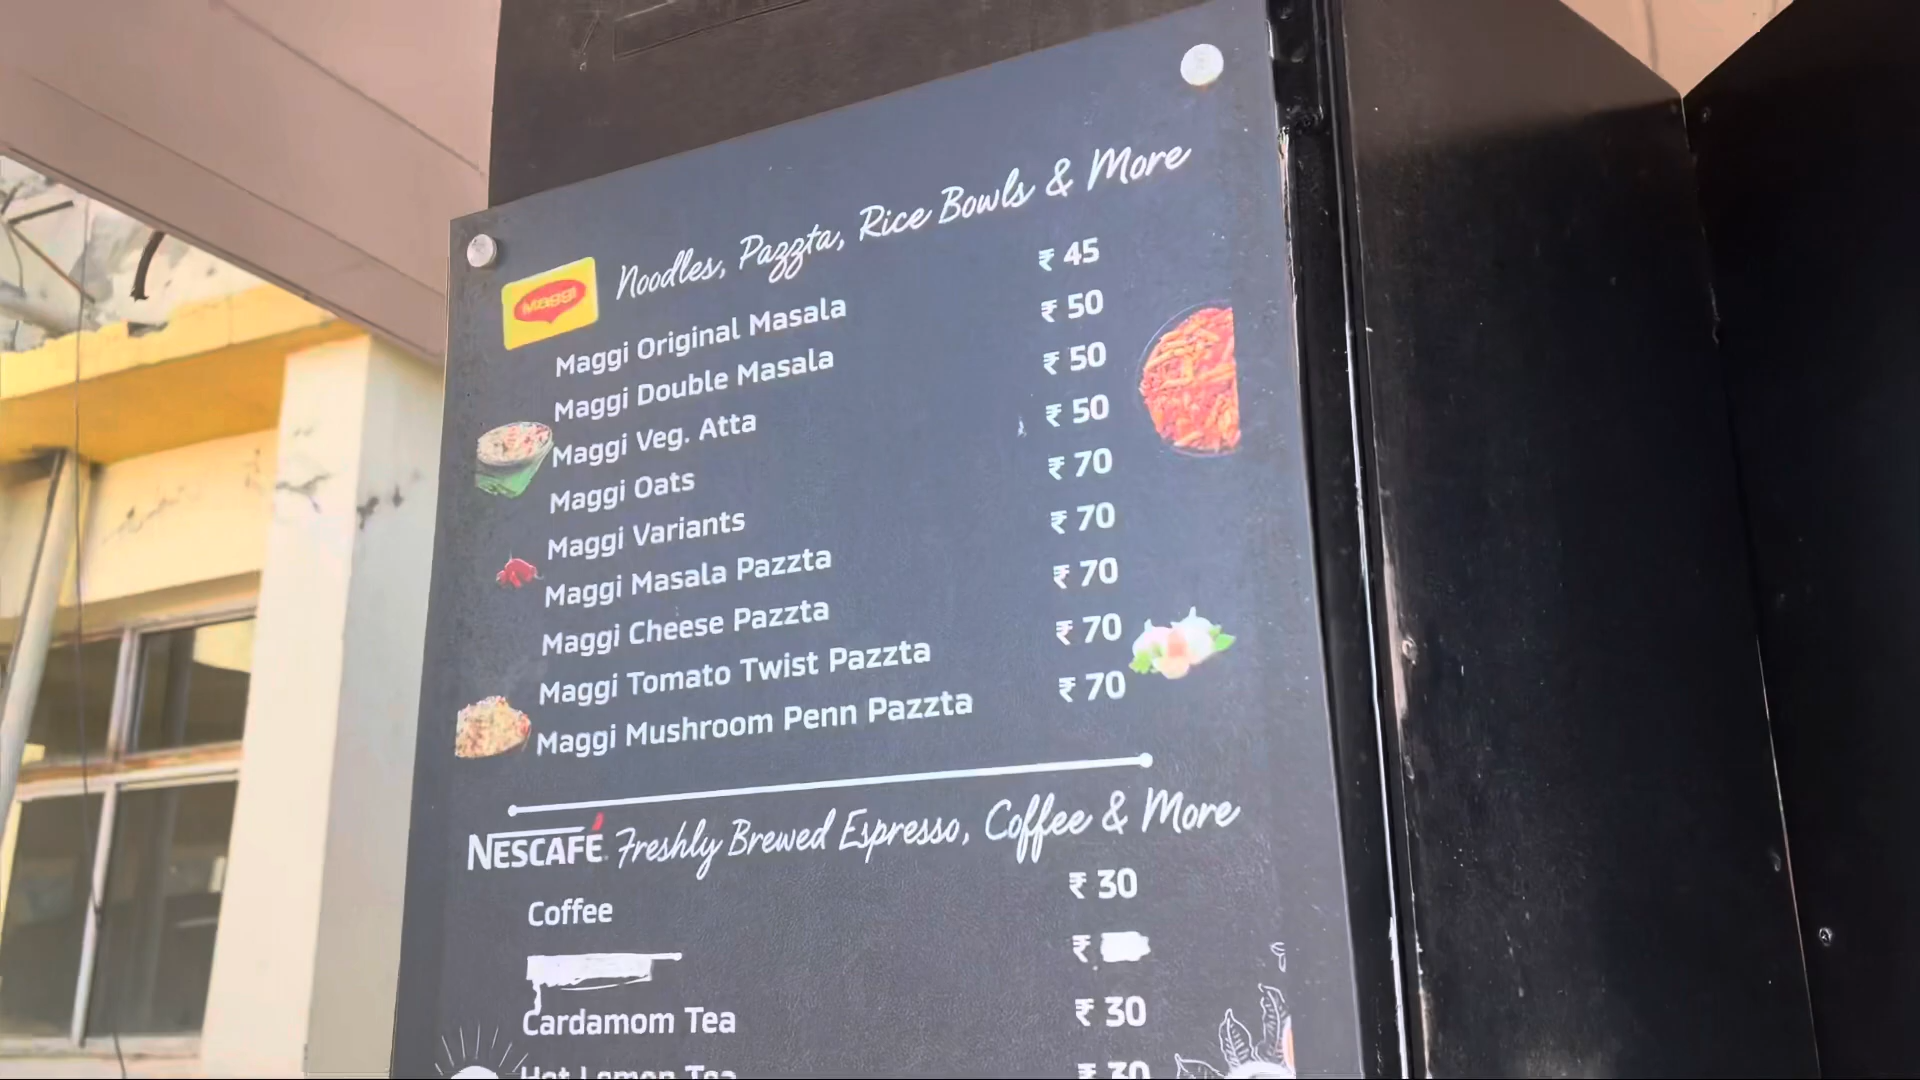 Maggi
Noodles, Pazzta, Rice Bowls & More
Maggi Original Masala ₹ 45
Maggi Double Masala ₹ 50
Maggi Veg. Atta ₹ 50
Maggi Oats ₹ 50
Maggi Variants ₹ 70
Maggi Masala Pazzta ₹ 70
Maggi Cheese Pazzta ₹ 70
Maggi Tomato Twist Pazzta ₹ 70
Maggi Mushroom Penn Pazzta ₹ 70
NESCAFÉ Freshly Brewed Espresso, Coffee & More
Coffee ₹ 30
₹
Cardamom Tea ₹ 30
Hot Lemon Tea ₹ 30